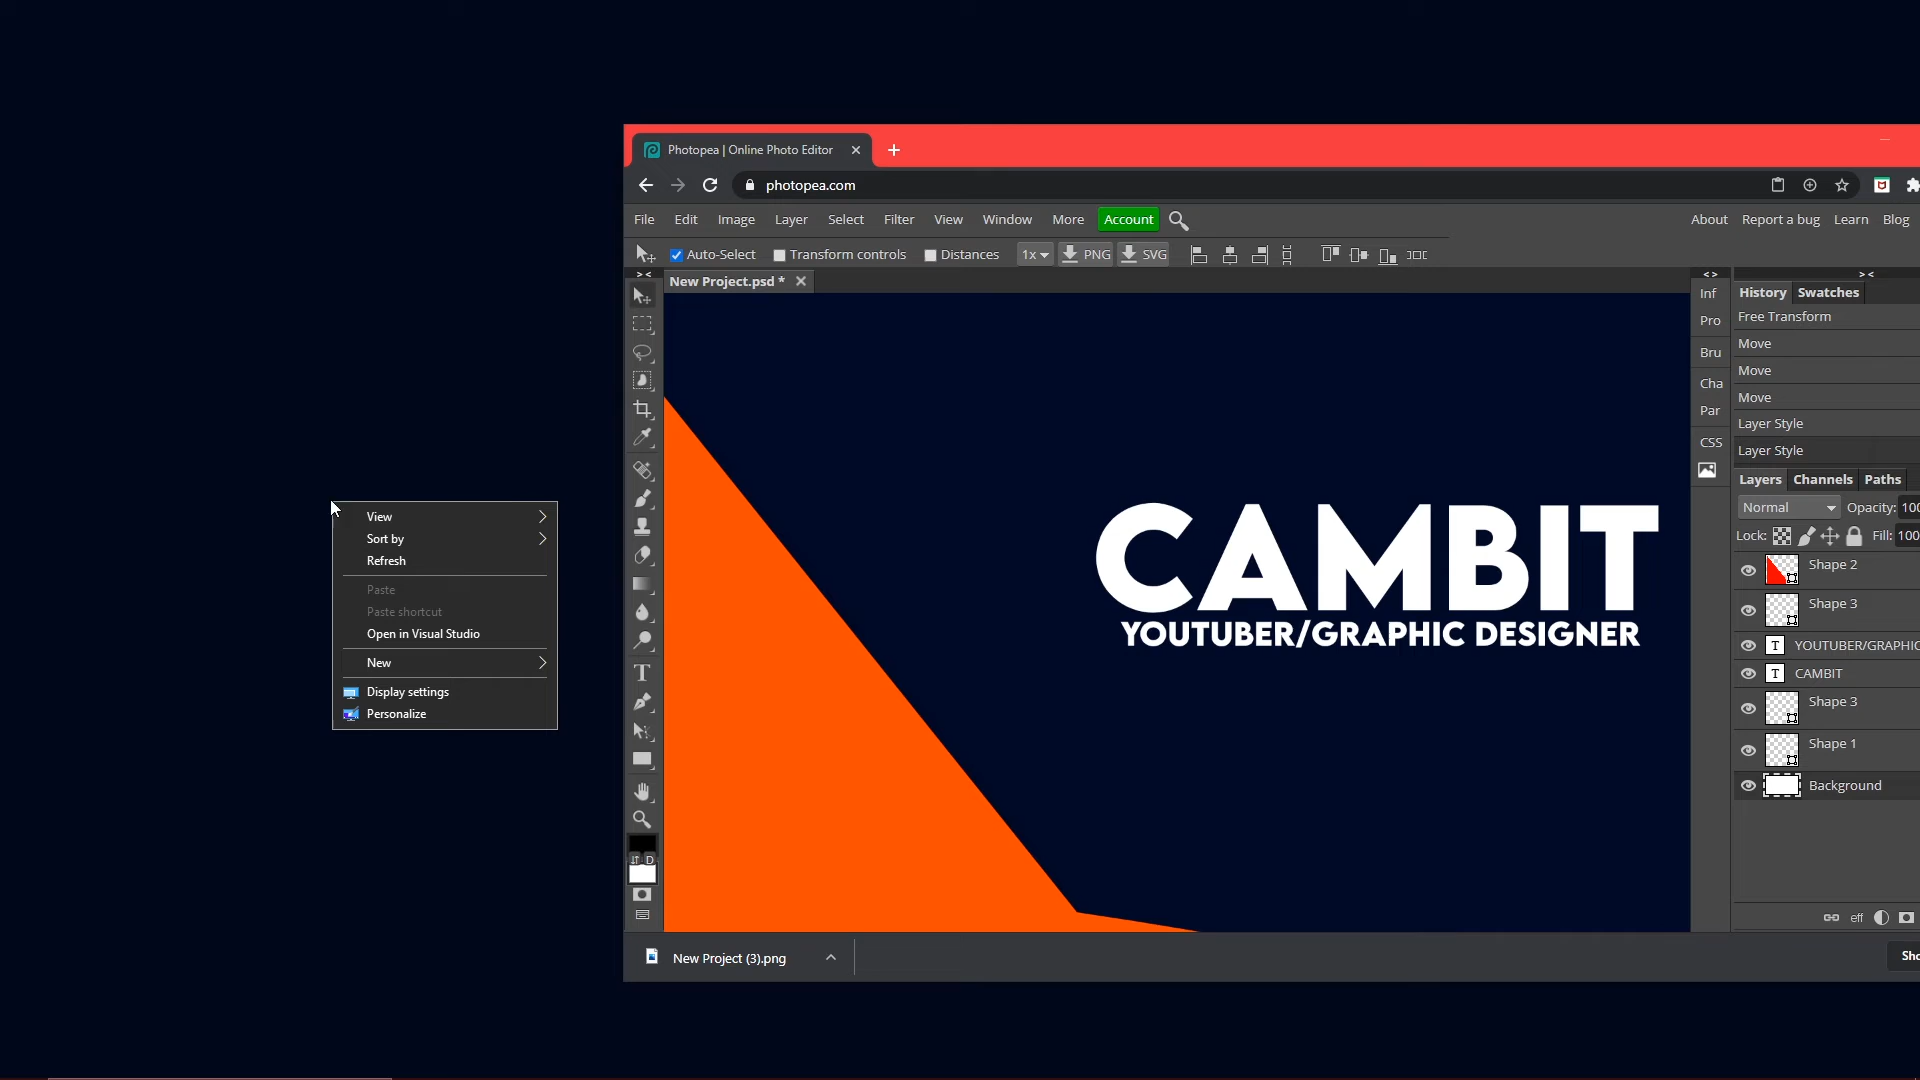 Photopea | Online Photo Editor
photopea.com
File Edit Image Layer Select Filter View Window More Account
About Report a bug Learn Blog
Auto-Select Transform controls Distances 1x PNG SVG
New Project.psd *
Inf
Pro
Bru
Cha
Par
CSS
History Swatches
Free Transform
Move
Move
Move
Layer Style
Layer Style
Layers Channels Paths
Normal Opacity: 100
Lock: Fill: 100
Shape 2
Shape 3
T YOUTUBER/GRAPHIC
T CAMBIT
Shape 3
Shape 1
Background
eff
CAMBIT
YOUTUBER/GRAPHIC DESIGNER
View
Sort by
Refresh
Paste
Paste shortcut
Open in Visual Studio
New
Display settings
Personalize
T
D
New Project (3).png
Sho